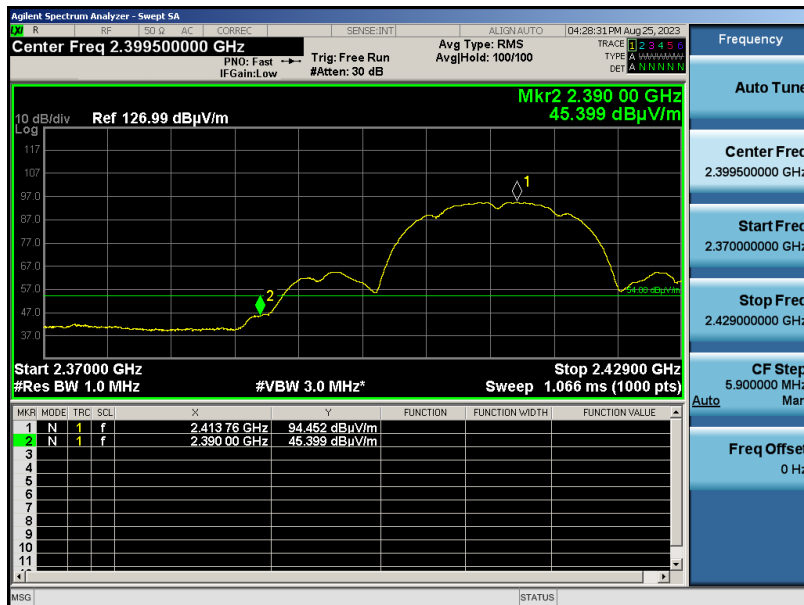 Agilent Spectrum Analyzer - Swept SA
LXI R RF 50 Ω AC CORREC SENSE:INT ALIGN AUTO 04:28:31 PM Aug 25, 2023
Center Freq 2.399500000 GHz
PNO: Fast
IFGain:Low
Trig: Free Run
#Atten: 30 dB
Avg Type: RMS
Avg|Hold: 100/100
TRACE 1 2 3 4 5 6
TYPE A WWWWW
DET A N N N N N
Mkr2 2.390 00 GHz
45.399 dBµV/m
10 dB/div Ref 126.99 dBµV/m
Log
117
107
97.0
87.0
77.0
67.0
57.0
47.0
37.0
1
2
54.00 dBµV/m
Start 2.37000 GHz Stop 2.42900 GHz
#Res BW 1.0 MHz #VBW 3.0 MHz* Sweep 1.066 ms (1000 pts)
MKR MODE TRC SCL X Y FUNCTION FUNCTION WIDTH FUNCTION VALUE
1 N 1 f 2.413 76 GHz 94.452 dBµV/m
2 N 1 f 2.390 00 GHz 45.399 dBµV/m
3
4
5
6
7
8
9
10
11
MSG STATUS
Frequency
Auto Tune
Center Freq
2.399500000 GHz
Start Freq
2.370000000 GHz
Stop Freq
2.429000000 GHz
CF Step
5.900000 MHz
Auto Man
Freq Offset
0 Hz